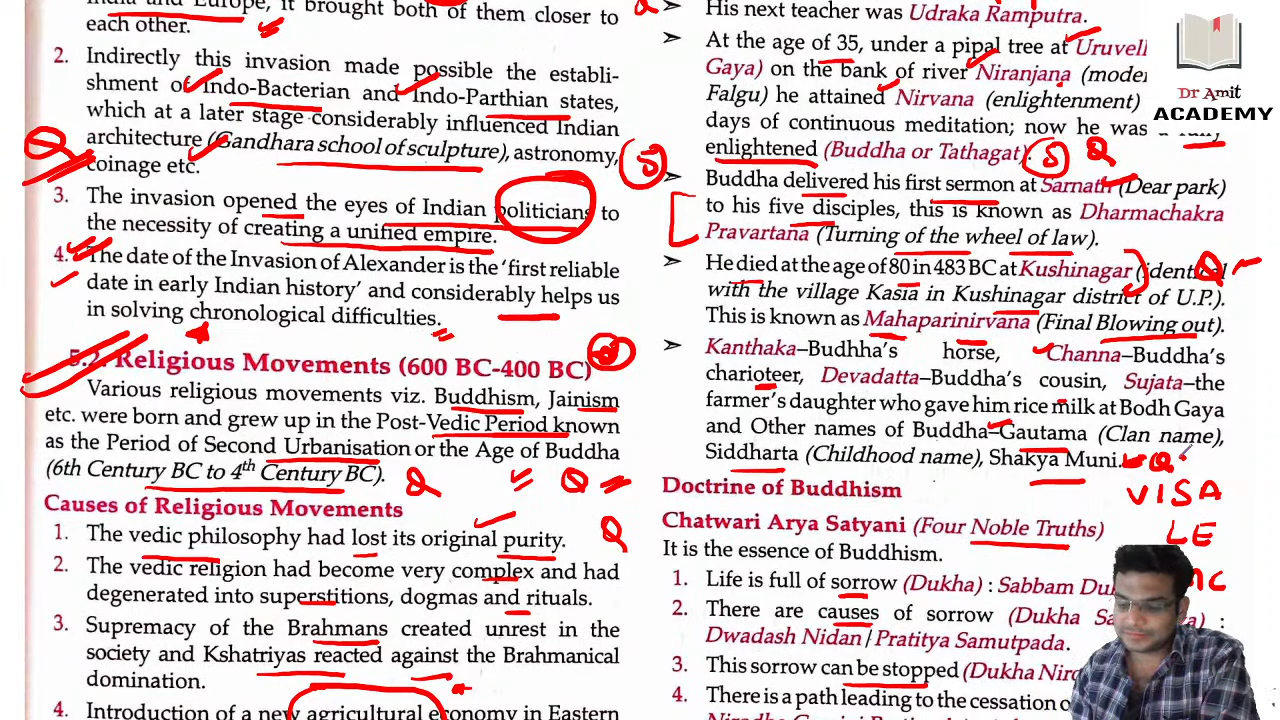 India and Europe, it brought both of them closer to
each other.
2. Indirectly this invasion made possible the establi-
shment of Indo-Bacterian and Indo-Parthian states,
which at a later stage considerably influenced Indian
architecture (Gandhara school of sculpture), astronomy,
coinage etc.
3. The invasion opened the eyes of Indian politicians to
the necessity of creating a unified empire.
4. The date of the Invasion of Alexander is the 'first reliable
date in early Indian history' and considerably helps us
in solving chronological difficulties.
5.2. Religious Movements (600 BC-400 BC)
Various religious movements viz. Buddhism, Jainism
etc. were born and grew up in the Post-Vedic Period known
as the Period of Second Urbanisation or the Age of Buddha
(6th Century BC to 4th Century BC).
Q Q
Causes of Religious Movements
1. The vedic philosophy had lost its original purity.
2. The vedic religion had become very complex and had
degenerated into superstitions, dogmas and rituals.
3. Supremacy of the Brahmans created unrest in the
society and Kshatriyas reacted against the Brahmanical
domination.
4. Introduction of a new agricultural economy in Eastern
Q
Q
5
➤ His next teacher was Udraka Ramputra.
➤ At the age of 35, under a pipal tree at Uruvell
Gaya) on the bank of river Niranjana (moder
Falgu) he attained Nirvana (enlightenment)
days of continuous meditation; now he was a fully
enlightened (Buddha or Tathagat).
5 Q
➤ Buddha delivered his first sermon at Sarnath (Dear park)
to his five disciples, this is known as Dharmachakra
Pravartana (Turning of the wheel of law).
➤ He died at the age of 80 in 483 BC at Kushinagar (identical
with the village Kasia in Kushinagar district of U.P.).
This is known as Mahaparinirvana (Final Blowing out).
Q
➤ Kanthaka–Budhha's horse, Channa–Buddha's
charioteer, Devadatta–Buddha's cousin, Sujata–the
farmer's daughter who gave him rice milk at Bodh Gaya
and Other names of Buddha–Gautama (Clan name),
Siddharta (Childhood name), Shakya Muni.
Q
VISA
LE
Doctrine of Buddhism
Chatwari Arya Satyani (Four Noble Truths)
It is the essence of Buddhism.
1. Life is full of sorrow (Dukha) : Sabbam
2. There are causes of sorrow (Dukha
Dwadash Nidan/Pratitya Samutpada.
3. This sorrow can be stopped (Dukha
4. There is a path leading to the cessation
Dr Amit
ACADEMY